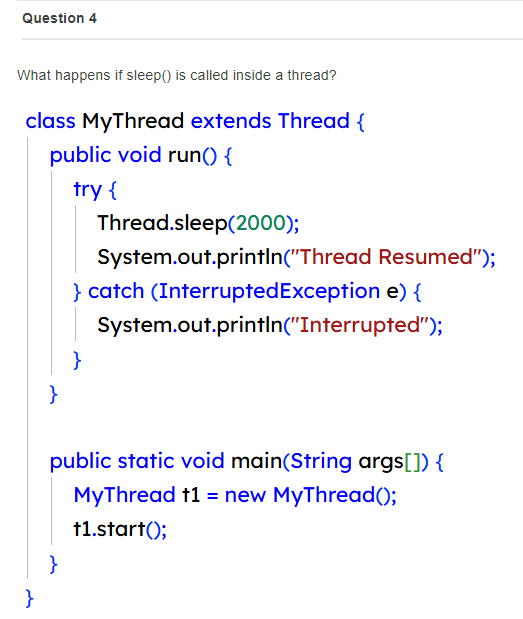 Question 4
What happens if sleep() is called inside a thread?
class MyThread extends Thread {
public void run() {
try {
Thread.sleep(2000);
System.out.println("Thread Resumed");
} catch (InterruptedException e) {
System.out.println("Interrupted");
}
}
public static void main(String args[]) {
MyThread t1 = new MyThread();
t1.start();
}
}